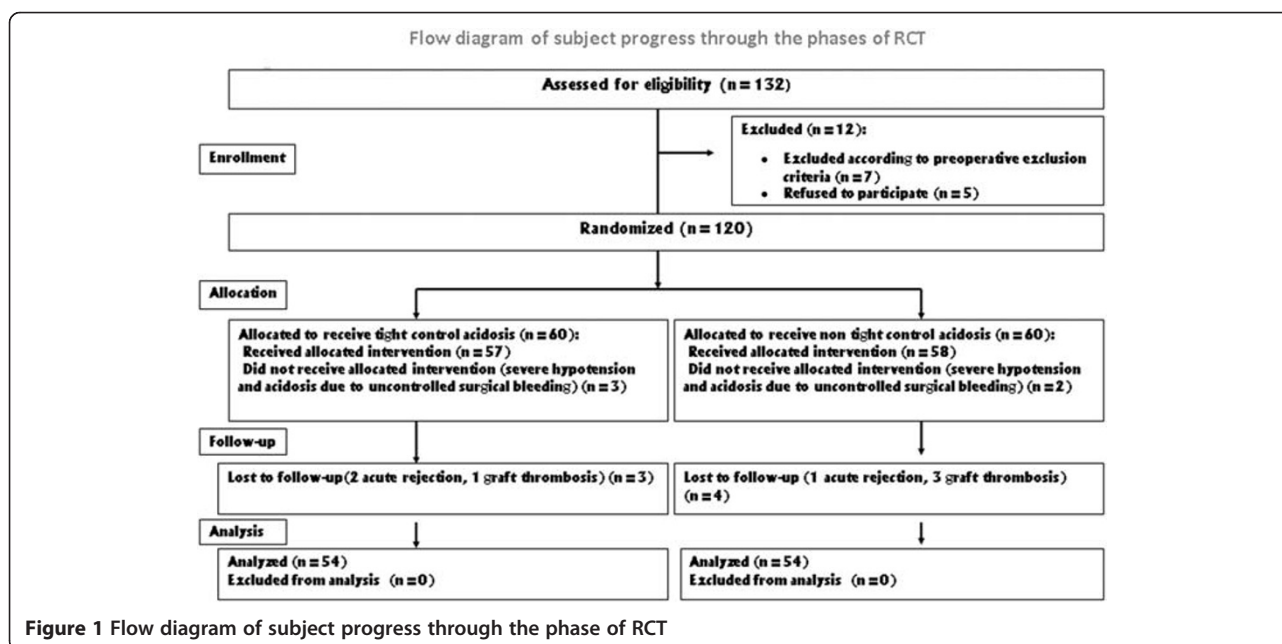 Flow diagram of subject progress through the phases of RCT
Assessed for eligibility (n=132)
Excluded (n=12):
• Excluded according to preoperative exclusion
criteria (n=7)
• Refused to participate (n=5)
Enrollment
Randomized (n=120)
Allocation
Allocated to receive tight control acidosis (n=60):
Received allocated intervention (n=57)
Did not receive allocated intervention (severe hypotension
and acidosis due to uncontrolled surgical bleeding) (n=3)
Allocated to receive non tight control acidosis (n=60):
Received allocated intervention (n=58)
Did not receive allocated intervention (severe hypotension
and acidosis due to uncontrolled surgical bleeding) (n=2)
Follow-up
Lost to follow-up(2 acute rejection, 1 graft thrombosis) (n=3)
Lost to follow-up (1 acute rejection, 3 graft thrombosis)
(n=4)
Analysis
Analyzed (n=54)
Excluded from analysis (n=0)
Analyzed (n=54)
Excluded from analysis (n=0)
Figure 1 Flow diagram of subject progress through the phase of RCT